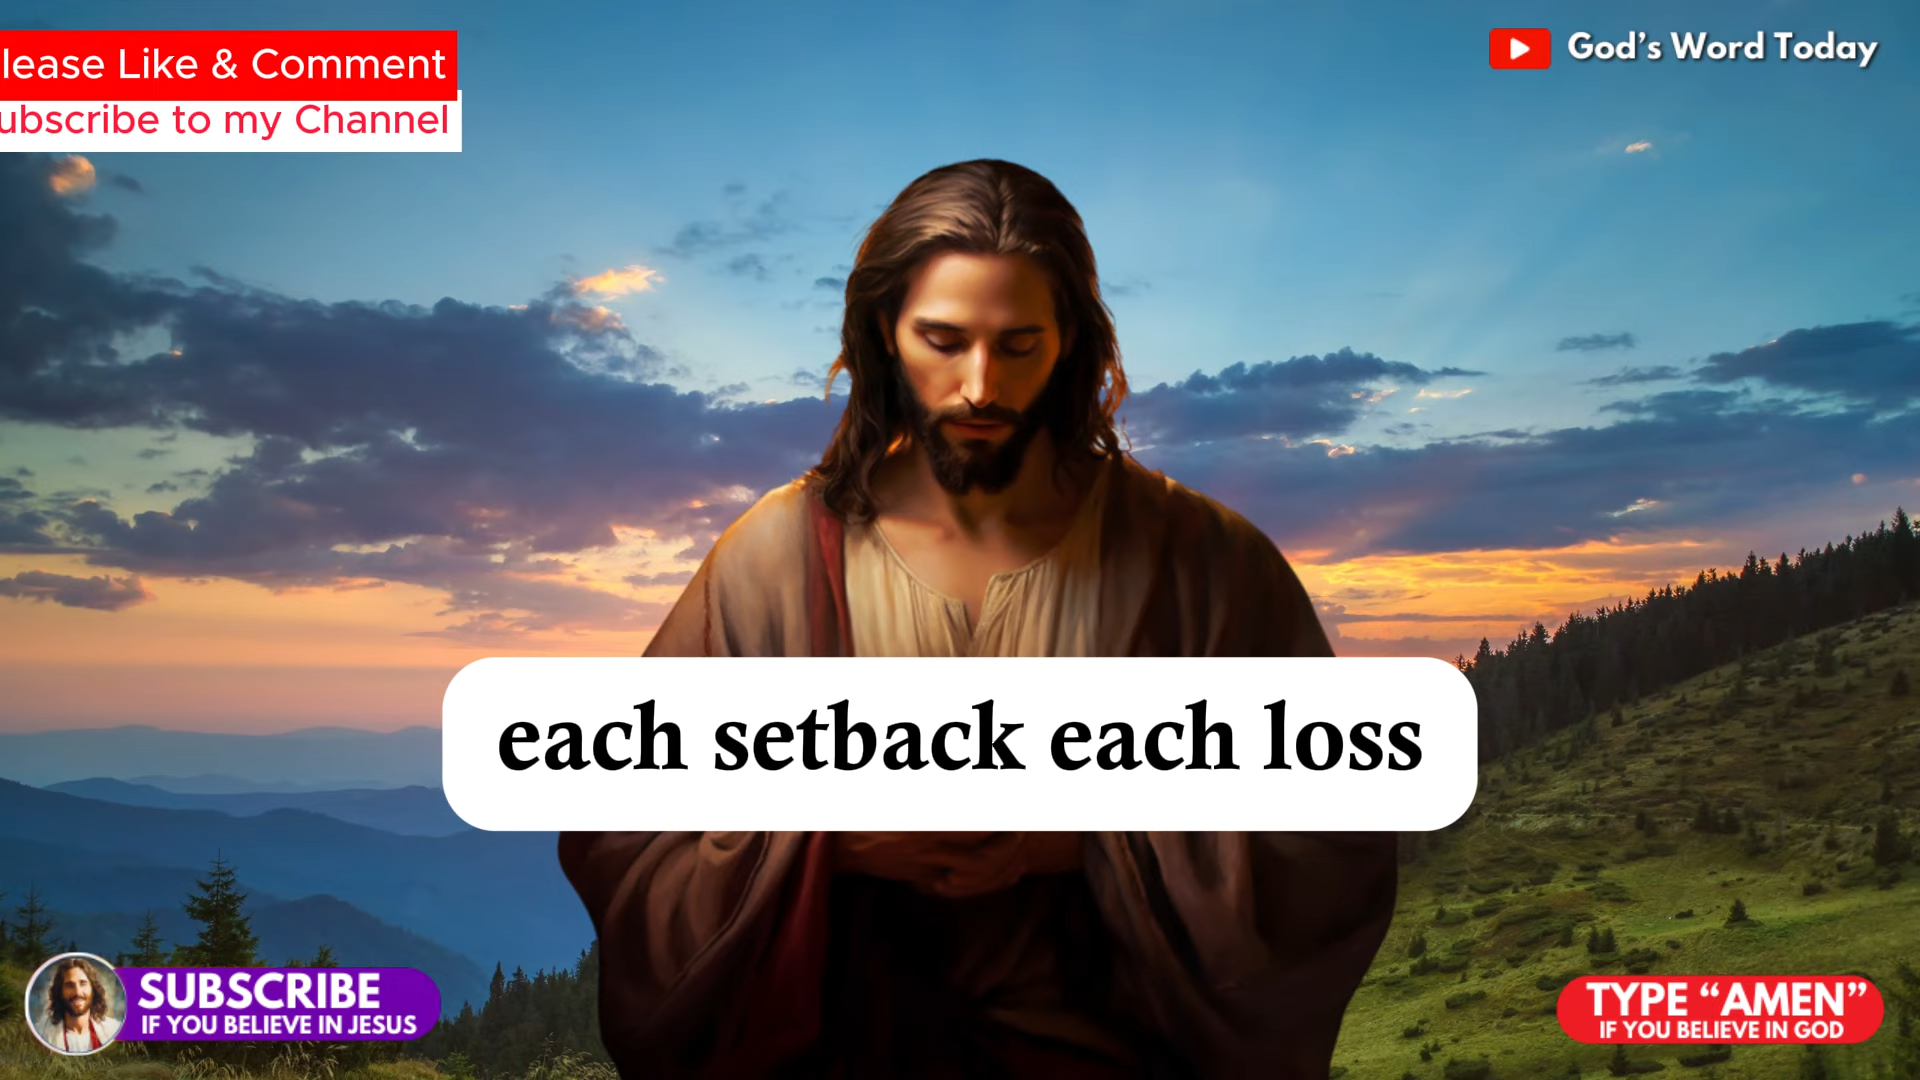 lease Like & Comment
ubscribe to my Channel
God's Word Today
each setback each loss
SUBSCRIBE
IF YOU BELIEVE IN JESUS
TYPE “AMEN”
IF YOU BELIEVE IN GOD